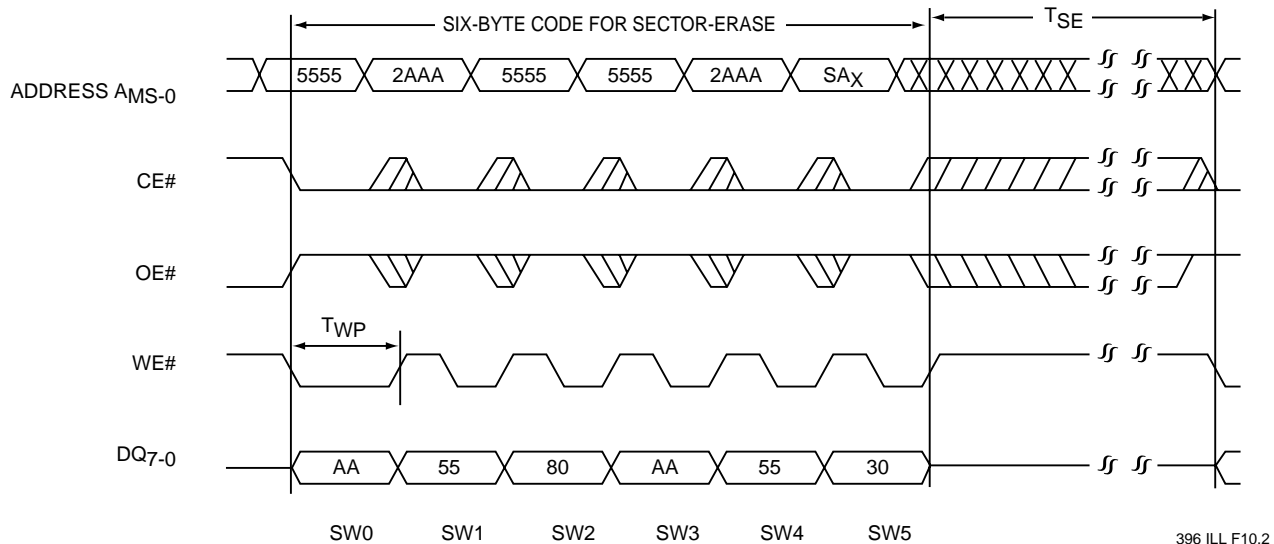 SIX-BYTE CODE FOR SECTOR-ERASE TSE
ADDRESS AMS-0 5555 2AAA 5555 5555 2AAA SAX
CE#
OE#
TWP
WE#
DQ7-0 AA 55 80 AA 55 30
SW0 SW1 SW2 SW3 SW4 SW5
396 ILL F10.2